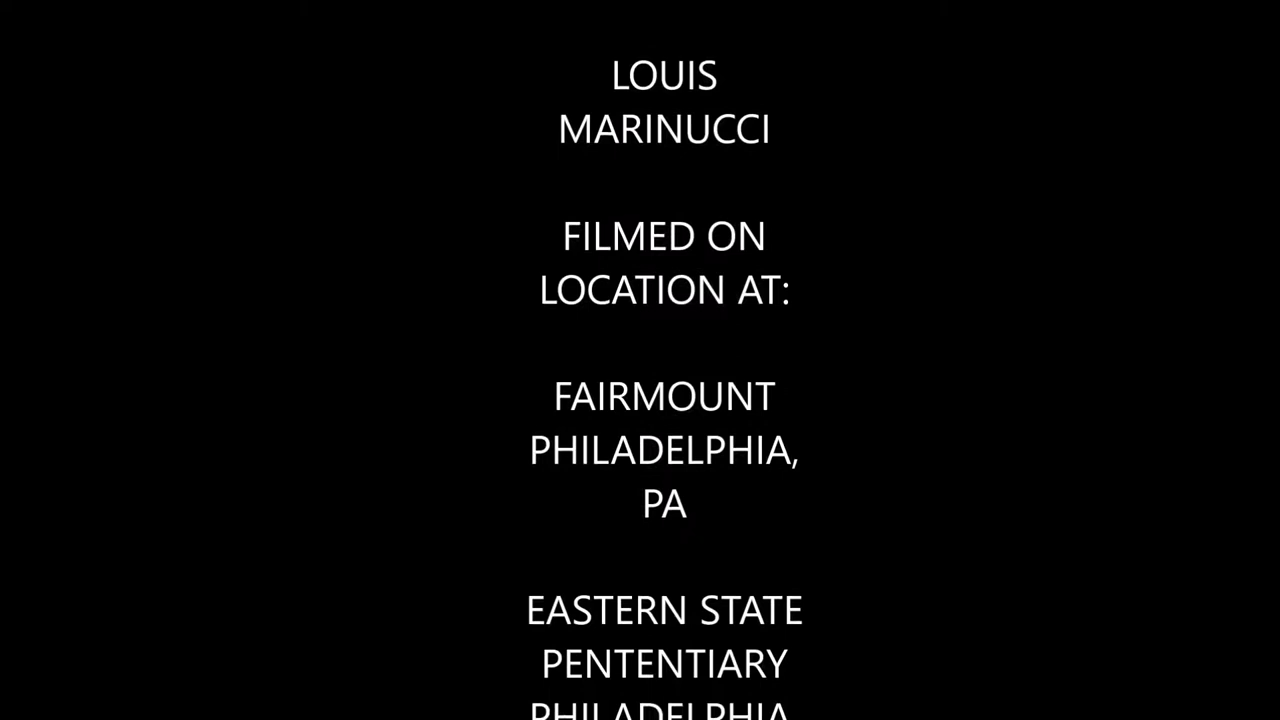 LOUIS
MARINUCCI
FILMED ON
LOCATION AT:
FAIRMOUNT
PHILADELPHIA,
PA
EASTERN STATE
PENTENTIARY
PHILADELPHIA,